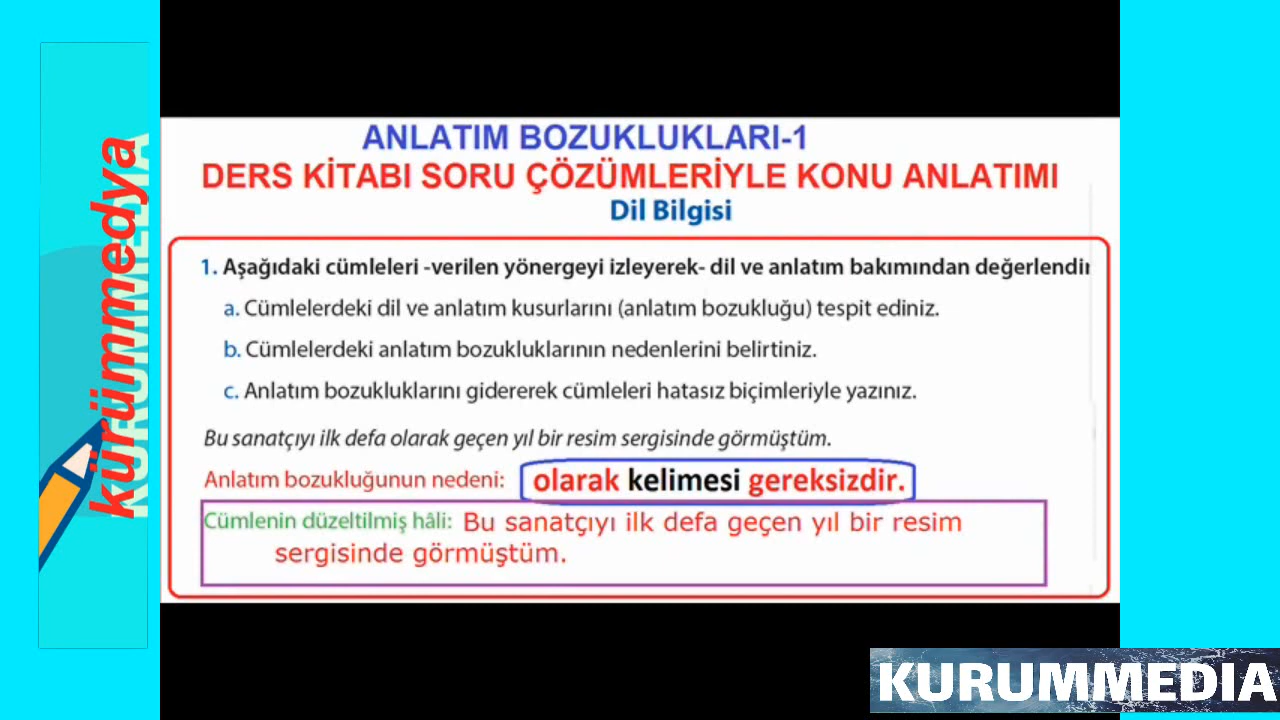 ANLATIM BOZUKLUKLARI-1
DERS KİTABI SORU ÇÖZÜMLERİYLE KONU ANLATIMI
Dil Bilgisi
1. Aşağıdaki cümleleri -verilen yönergeyi izleyerek- dil ve anlatım bakımından değerlendir
a. Cümlelerdeki dil ve anlatım kusurlarını (anlatım bozukluğu) tespit ediniz.
b. Cümlelerdeki anlatım bozukluklarının nedenlerini belirtiniz.
c. Anlatım bozukluklarını gidererek cümleleri hatasız biçimleriyle yazınız.
Bu sanatçıyı ilk defa olarak geçen yıl bir resim sergisinde görmüştüm.
Anlatım bozukluğunun nedeni: olarak kelimesi gereksizdir.
Cümlenin düzeltilmiş hâli: Bu sanatçıyı ilk defa geçen yıl bir resim
sergisinde görmüştüm.
kürümmedya
KURUMMEDIA
KURUMMEDIA